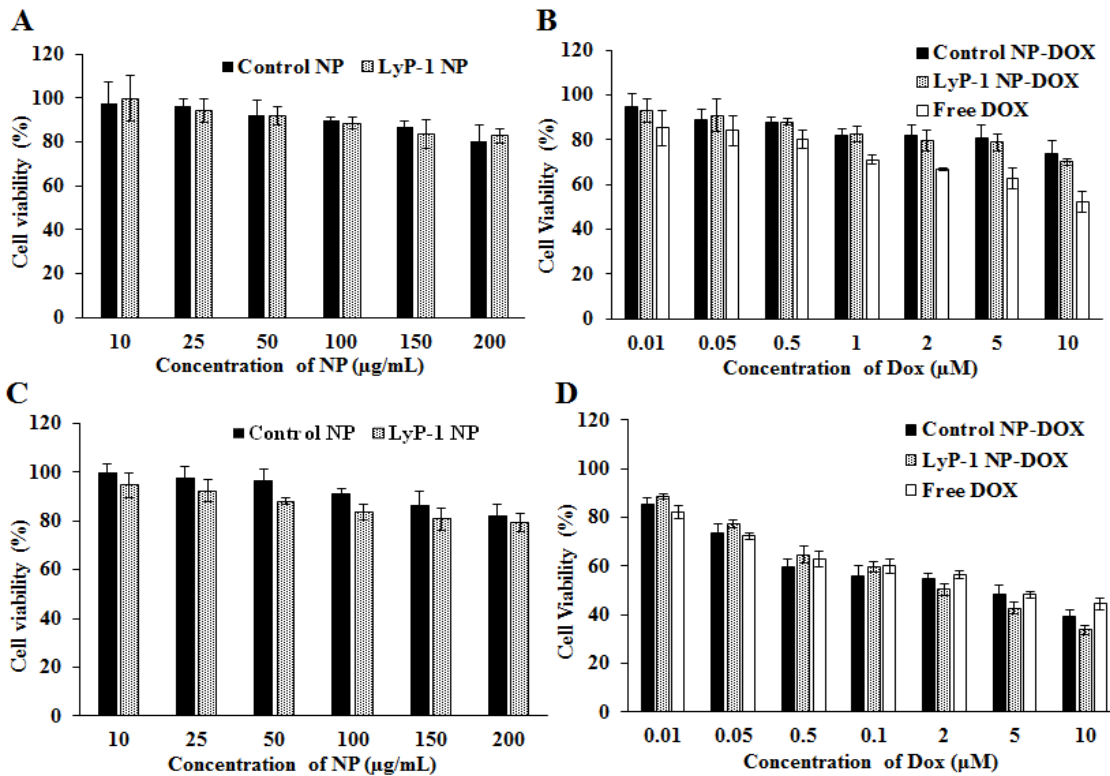 A
120
100
80
60
40
20
0
Cell viability (%)
Control NP
LyP-1 NP
10 25 50 100 150 200
Concentration of NP (µg/mL)
B
120
100
80
60
40
20
0
Cell Viability (%)
Control NP-DOX
LyP-1 NP-DOX
Free DOX
0.01 0.05 0.5 1 2 5 10
Concentration of Dox (µM)
C
120
100
80
60
40
20
0
Cell viability (%)
Control NP
LyP-1 NP
10 25 50 100 150 200
Concentration of NP (µg/mL)
D
120
100
80
60
40
20
0
Cell Viability (%)
Control NP-DOX
LyP-1 NP-DOX
Free DOX
0.01 0.05 0.5 0.1 2 5 10
Concentration of Dox (µM)